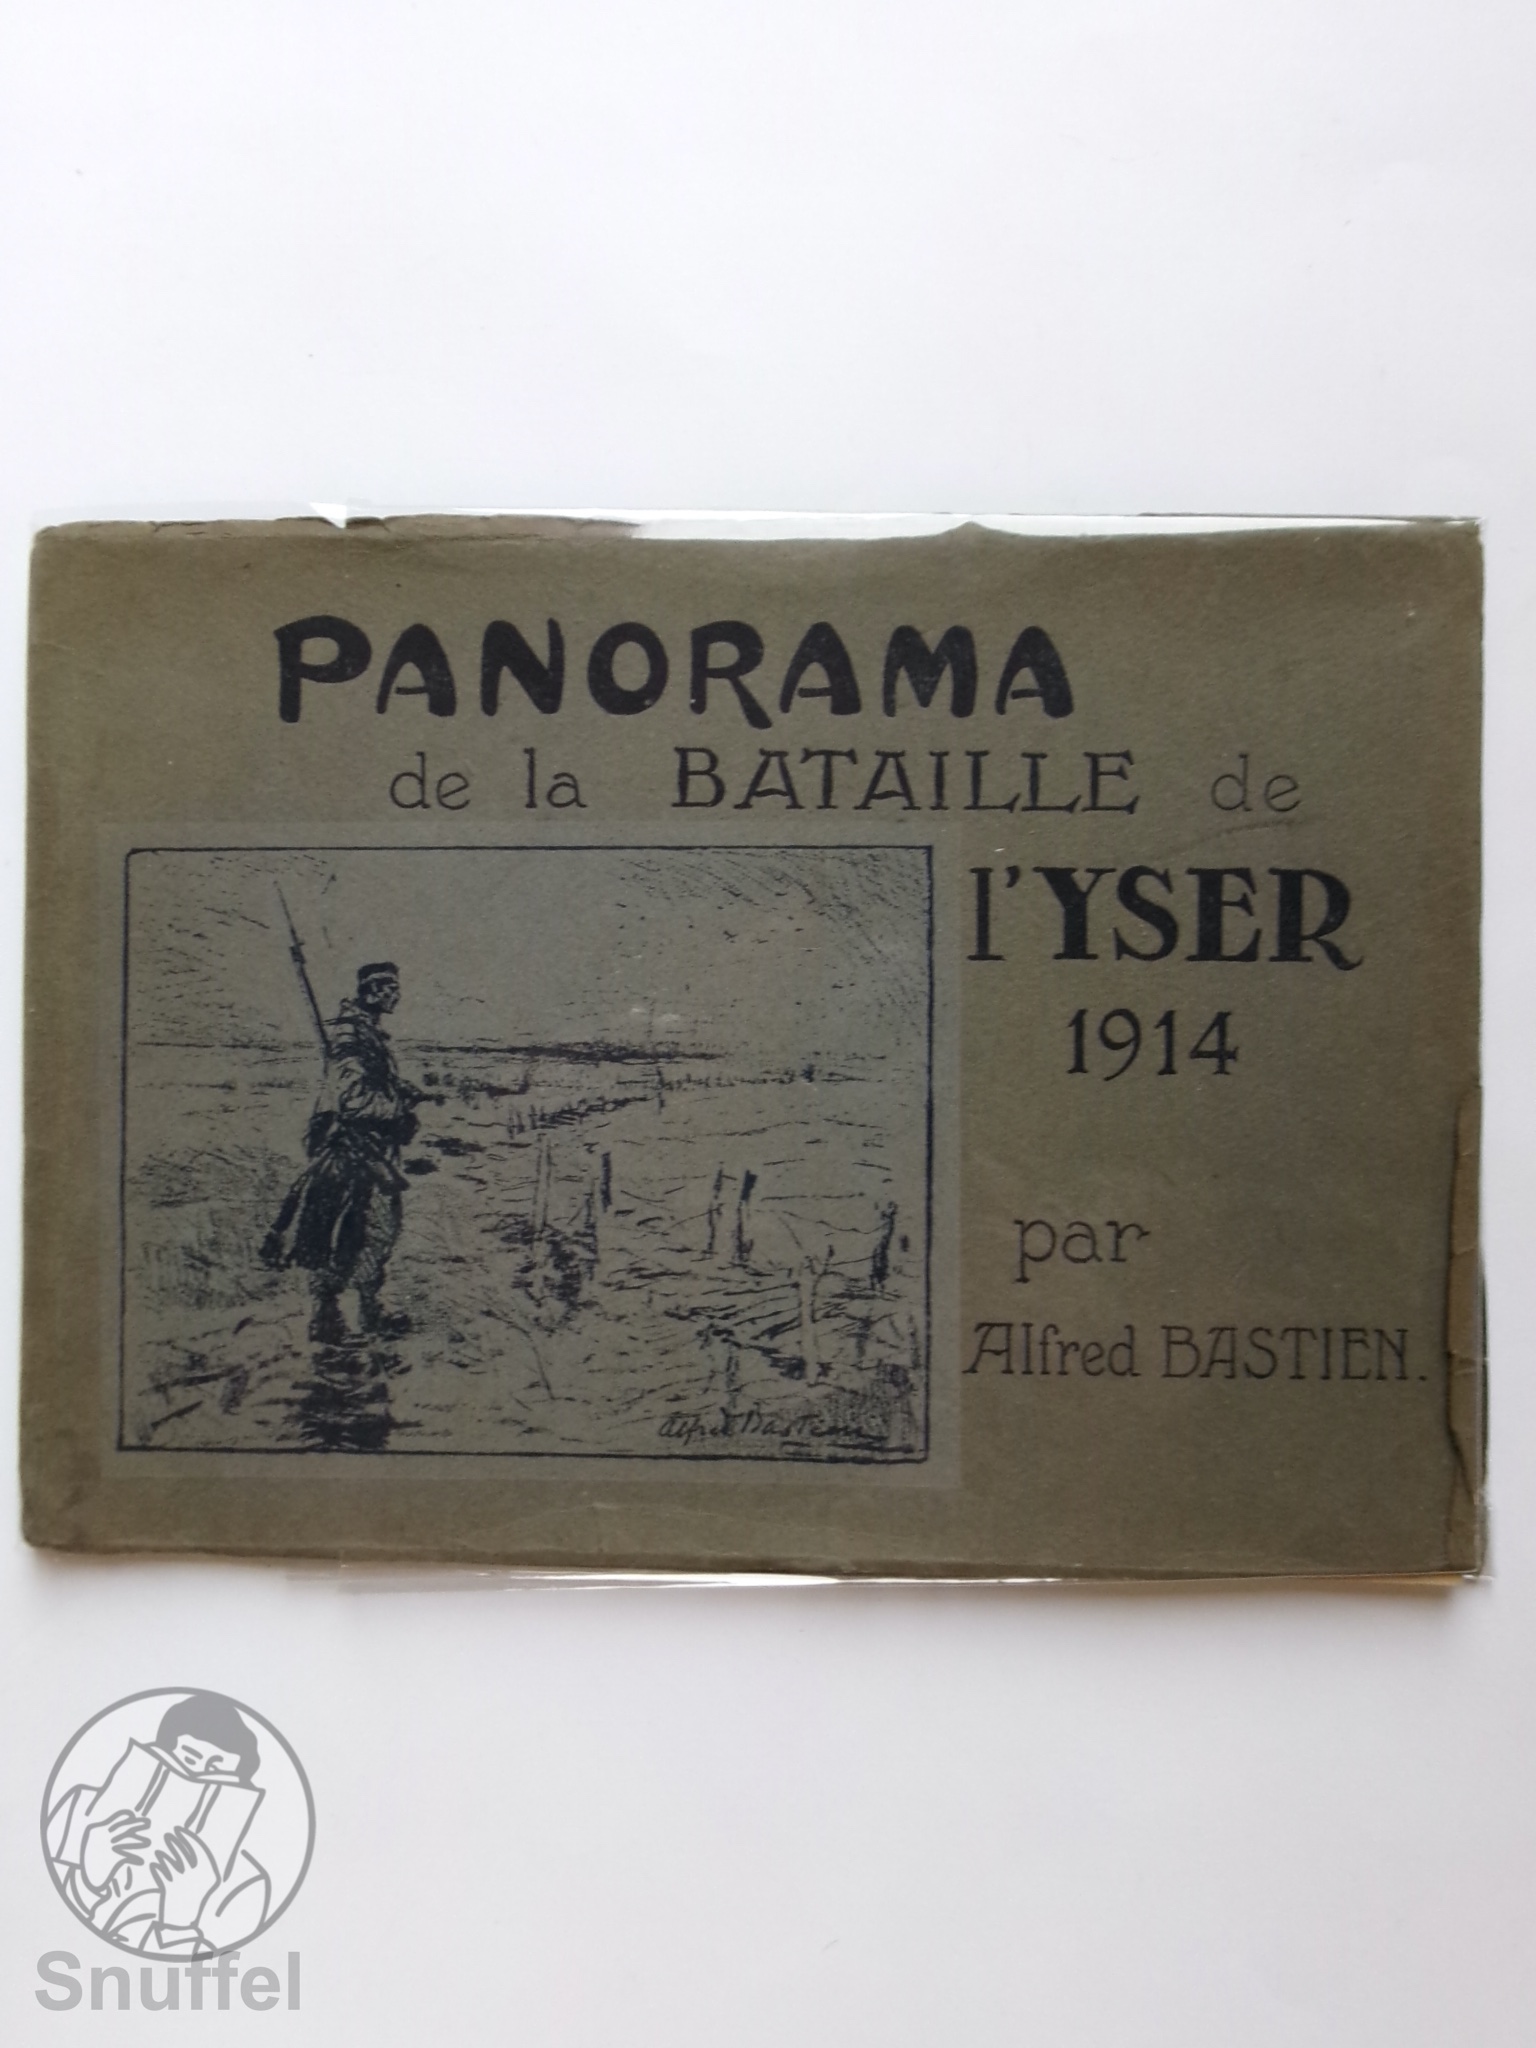 PANORAMA
de la BATAILLE de
l'YSER
1914
par
Alfred BASTIEN.
Alfred Bastien
Snuffel